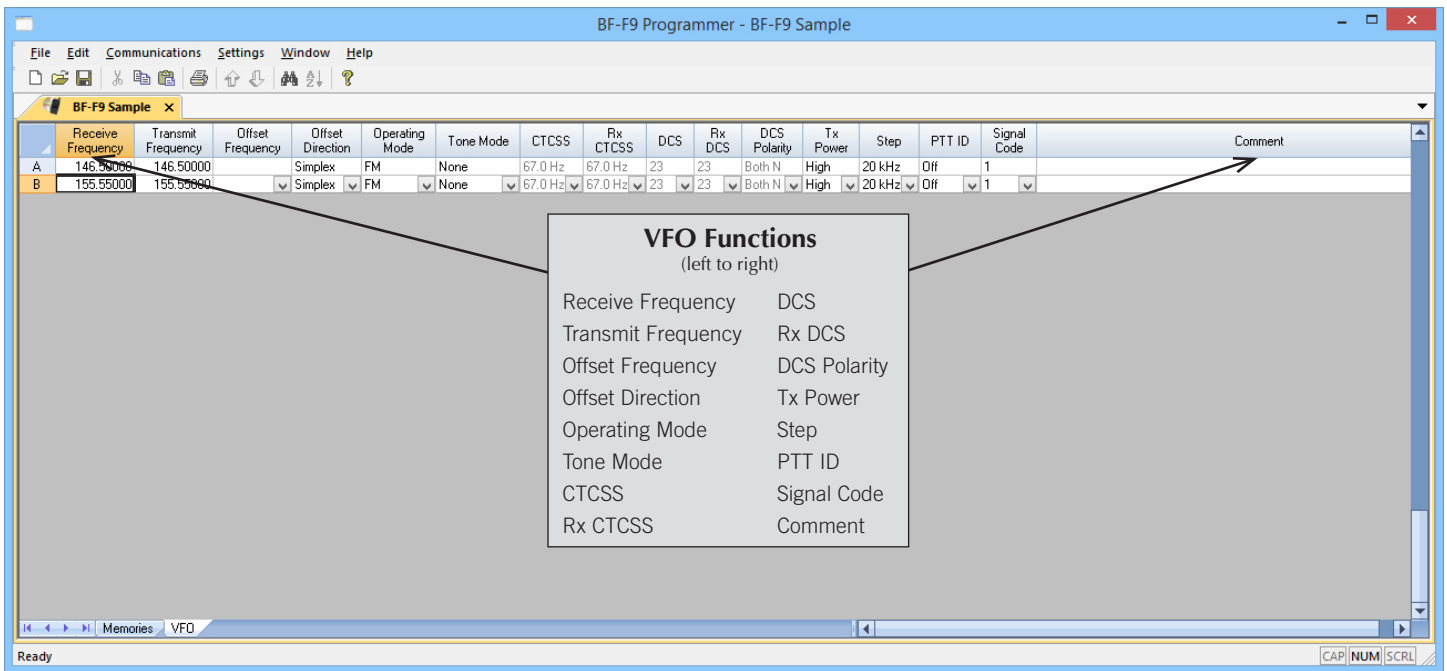 BF-F9 Programmer - BF-F9 Sample
File Edit Communications Settings Window Help
BF-F9 Sample X
Receive Frequency Transmit Frequency Offset Frequency Offset Direction Operating Mode Tone Mode CTCSS Rx CTCSS DCS Rx DCS DCS Polarity Tx Power Step PTT ID Signal Code Comment
A 146.50000 146.50000 Simplex FM None 67.0 Hz 67.0 Hz 23 23 Both N High 20 kHz Off 1
B 155.55000 155.55000 Simplex FM None 67.0 Hz 67.0 Hz 23 23 Both N High 20 kHz Off 1
VFO Functions
(left to right)
Receive Frequency DCS
Transmit Frequency Rx DCS
Offset Frequency DCS Polarity
Offset Direction Tx Power
Operating Mode Step
Tone Mode PTT ID
CTCSS Signal Code
Rx CTCSS Comment
Memories VFO
Ready CAP NUM SCRL